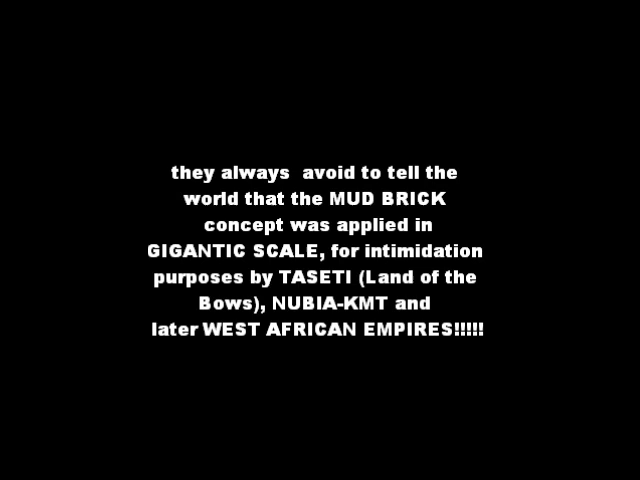 they always  avoid to tell the
world that the MUD BRICK
concept was applied in
GIGANTIC SCALE, for intimidation
purposes by TASETI (Land of the
Bows), NUBIA-KMT and
later WEST AFRICAN EMPIRES!!!!!